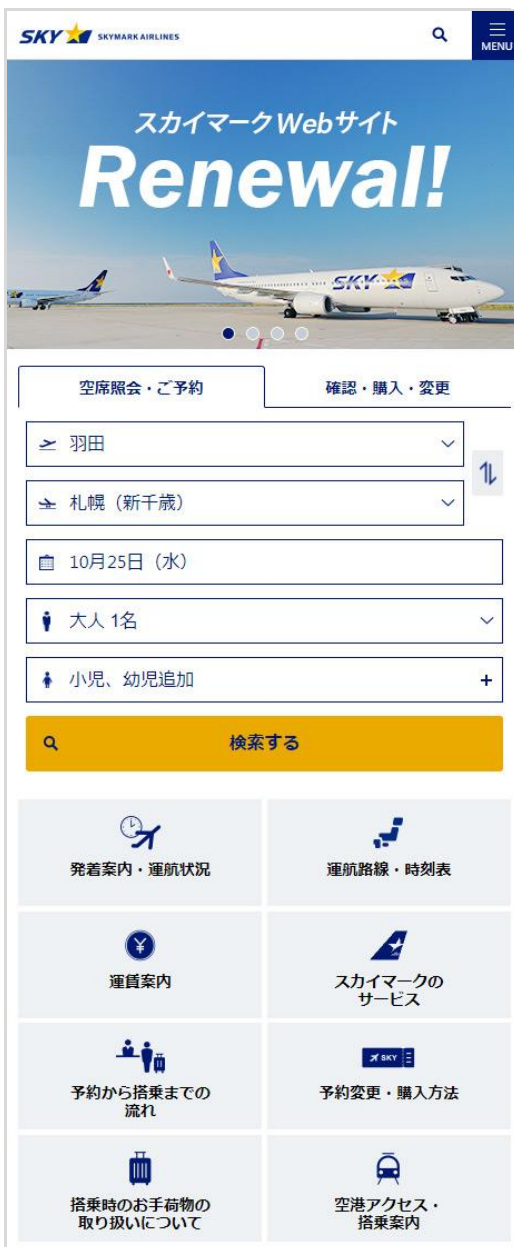 SKY SKYMARK AIRLINES
MENU
スカイマークWebサイト
Renewal!
SKY
空席照会・ご予約
確認・購入・変更
羽田
札幌（新千歳）
10月25日（水）
大人 1名
小児、幼児追加
検索する
発着案内・運航状況
運航路線・時刻表
¥
運賃案内
スカイマークの
サービス
予約から搭乗までの
流れ
SKY
予約変更・購入方法
搭乗時のお手荷物の
取り扱いについて
空港アクセス・
搭乗案内